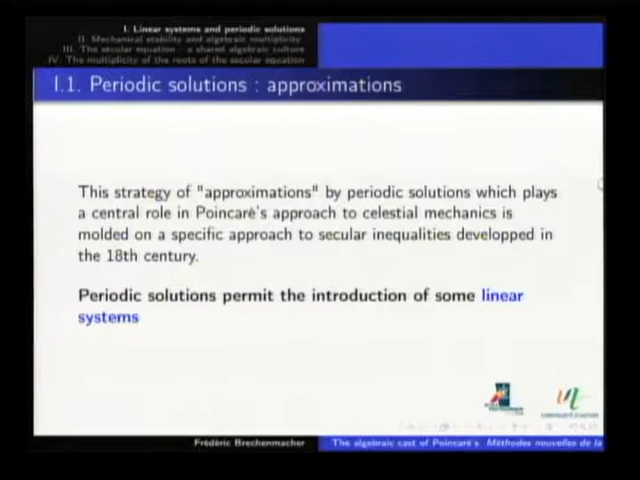 I. Linear systems and periodic solutions
II. Mechanical stability and algebraic multiplicity
III. The secular equation : a shared algebraic culture
IV. The multiplicity of the roots of the secular equation
I.1. Periodic solutions : approximations
This strategy of "approximations" by periodic solutions which plays
a central role in Poincaré's approach to celestial mechanics is
molded on a specific approach to secular inequalities developped in
the 18th century.
Periodic solutions permit the introduction of some linear
systems
Frédéric Brechenmacher
The algebraic cast of Poincaré's Méthodes nouvelles de la